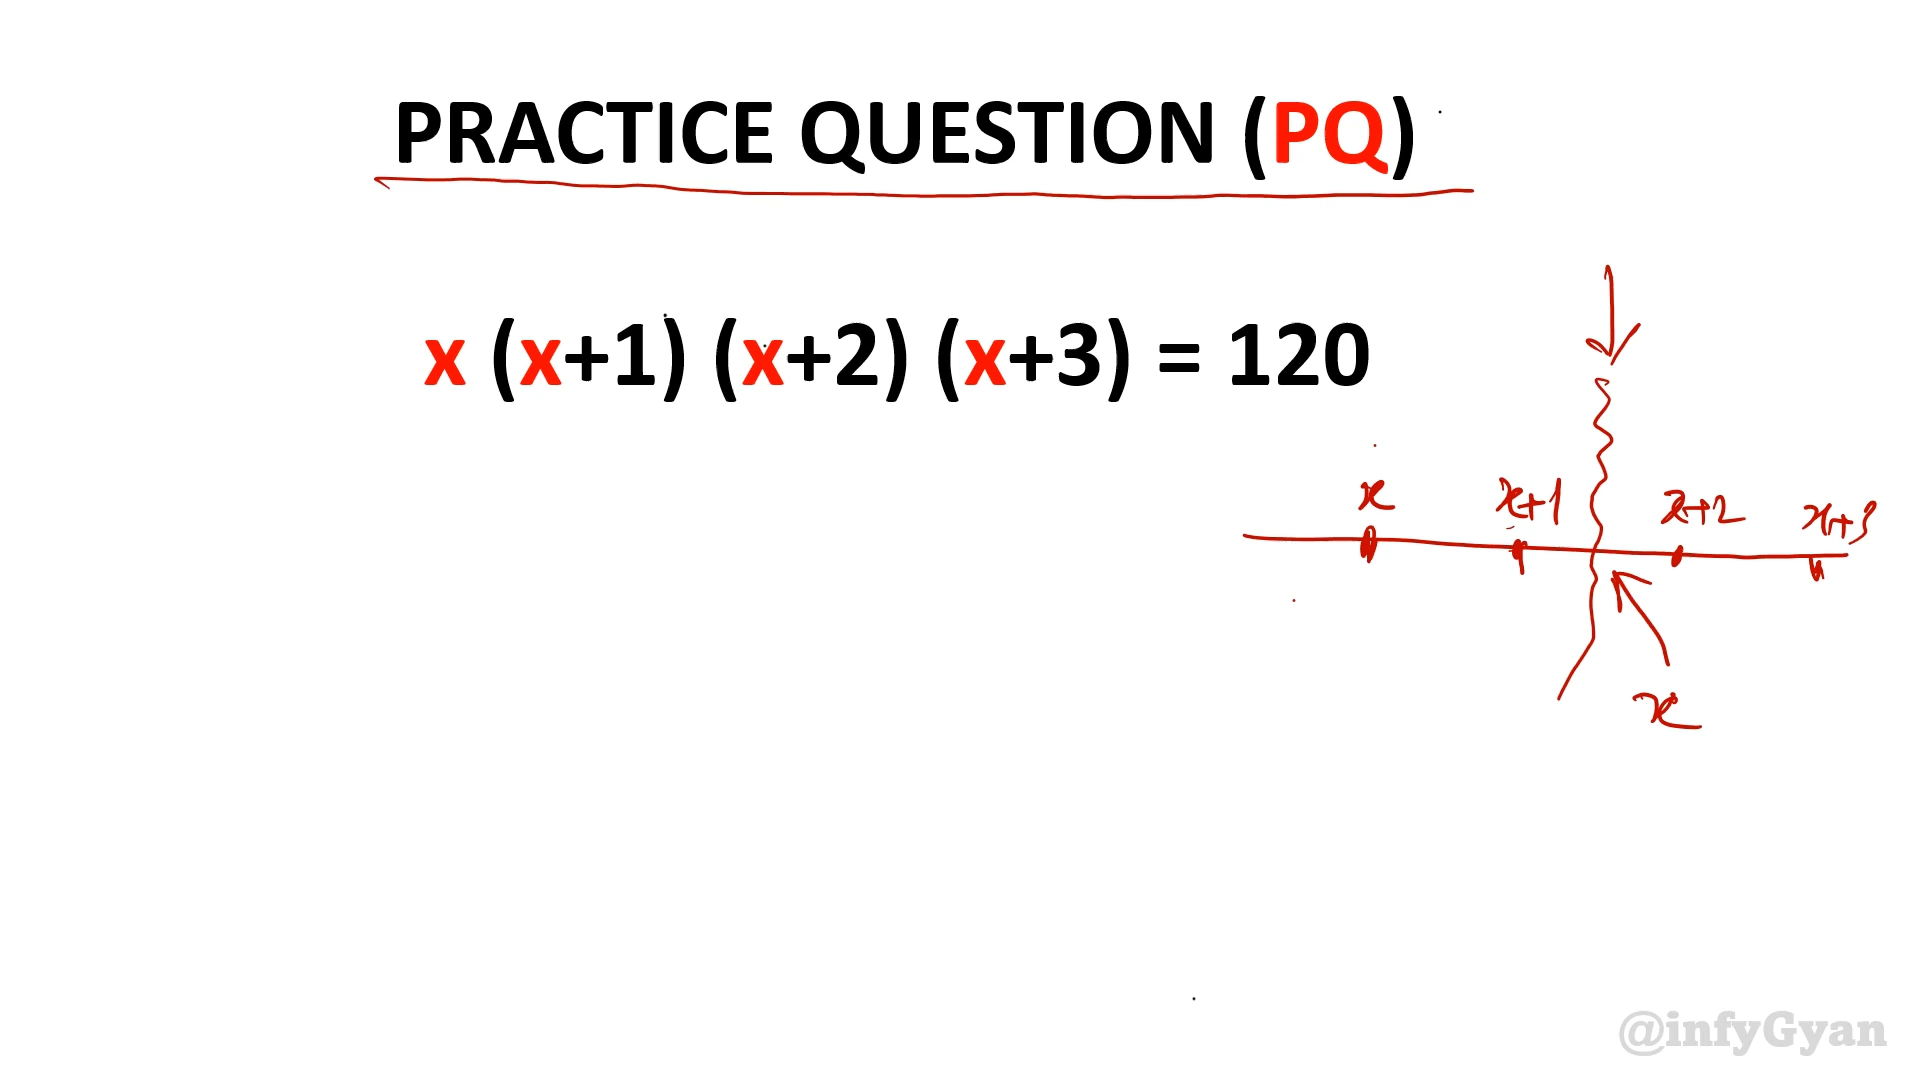 PRACTICE QUESTION (PQ)
x (x+1) (x+2) (x+3) = 120
x x+1 x+2 x+3
x
@infyGyan